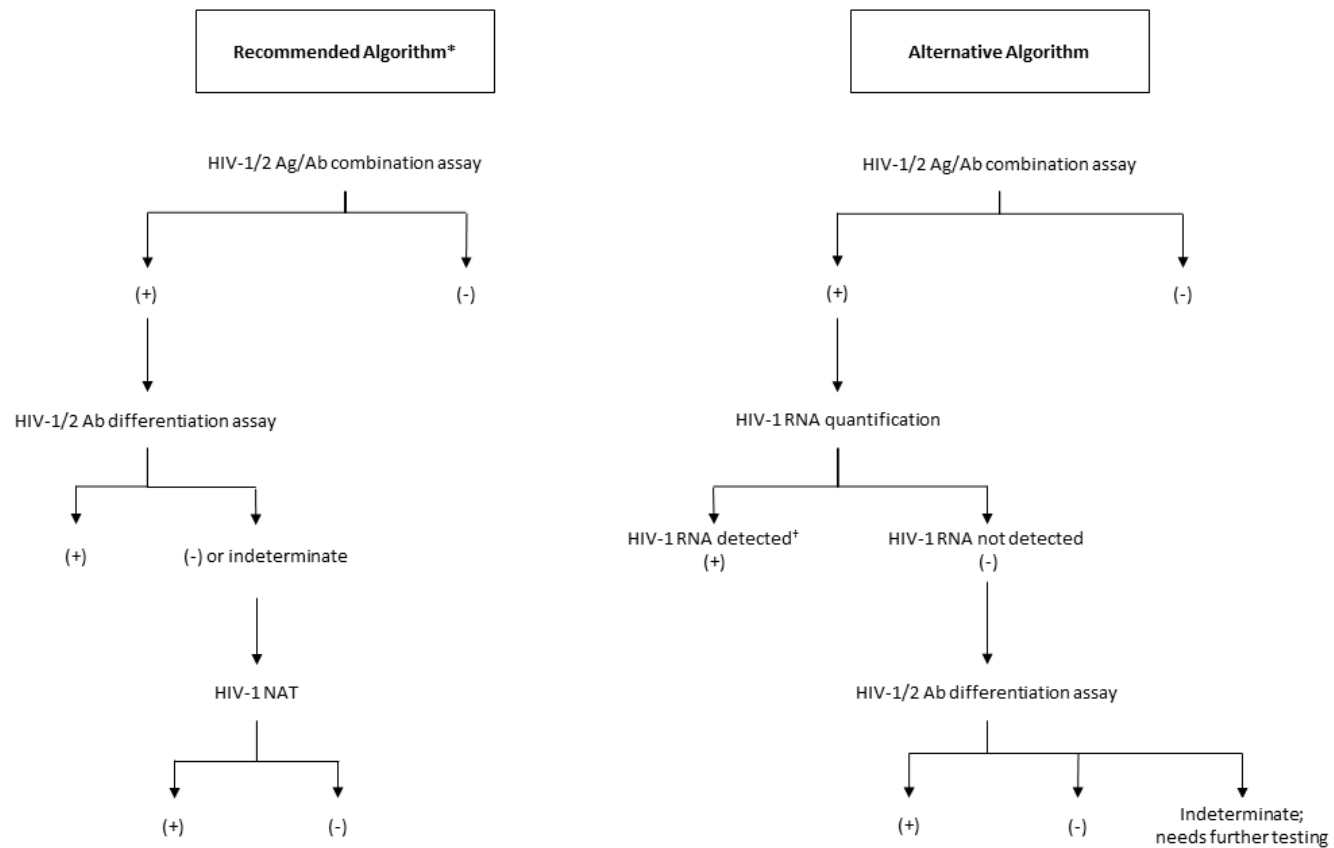 Recommended Algorithm*
HIV-1/2 Ag/Ab combination assay
(+)
(-)
HIV-1/2 Ab differentiation assay
(+)
(-) or indeterminate
HIV-1 NAT
(+)
(-)
Alternative Algorithm
HIV-1/2 Ag/Ab combination assay
(+)
(-)
HIV-1 RNA quantification
HIV-1 RNA detected†
(+)
HIV-1 RNA not detected
(-)
HIV-1/2 Ab differentiation assay
(+)
(-)
Indeterminate;
needs further testing